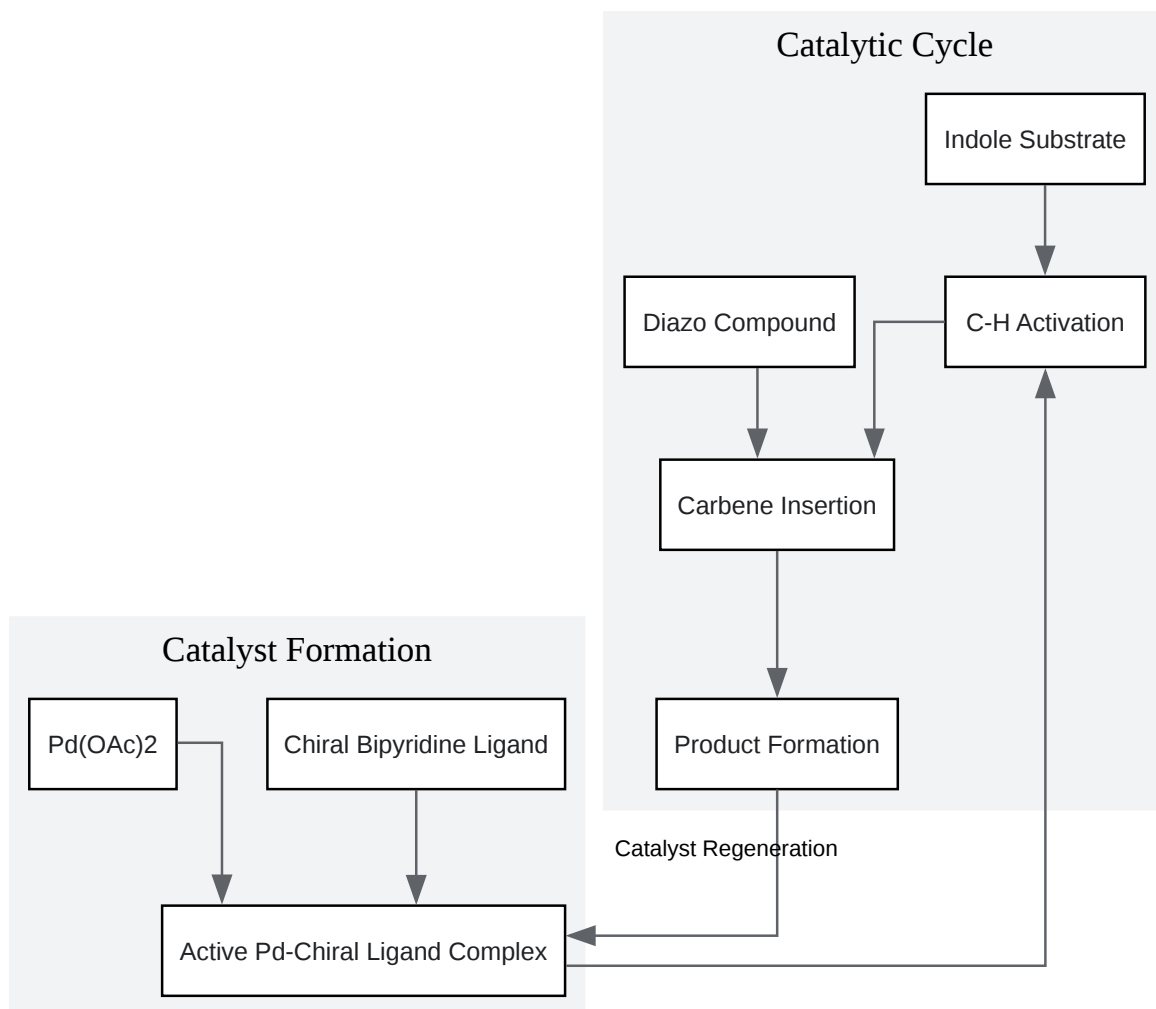 Catalytic Cycle
Indole Substrate
Diazo Compound
C-H Activation
Carbene Insertion
Catalyst Formation
Pd(OAc)2
Chiral Bipyridine Ligand
Product Formation
Catalyst Regeneration
Active Pd-Chiral Ligand Complex